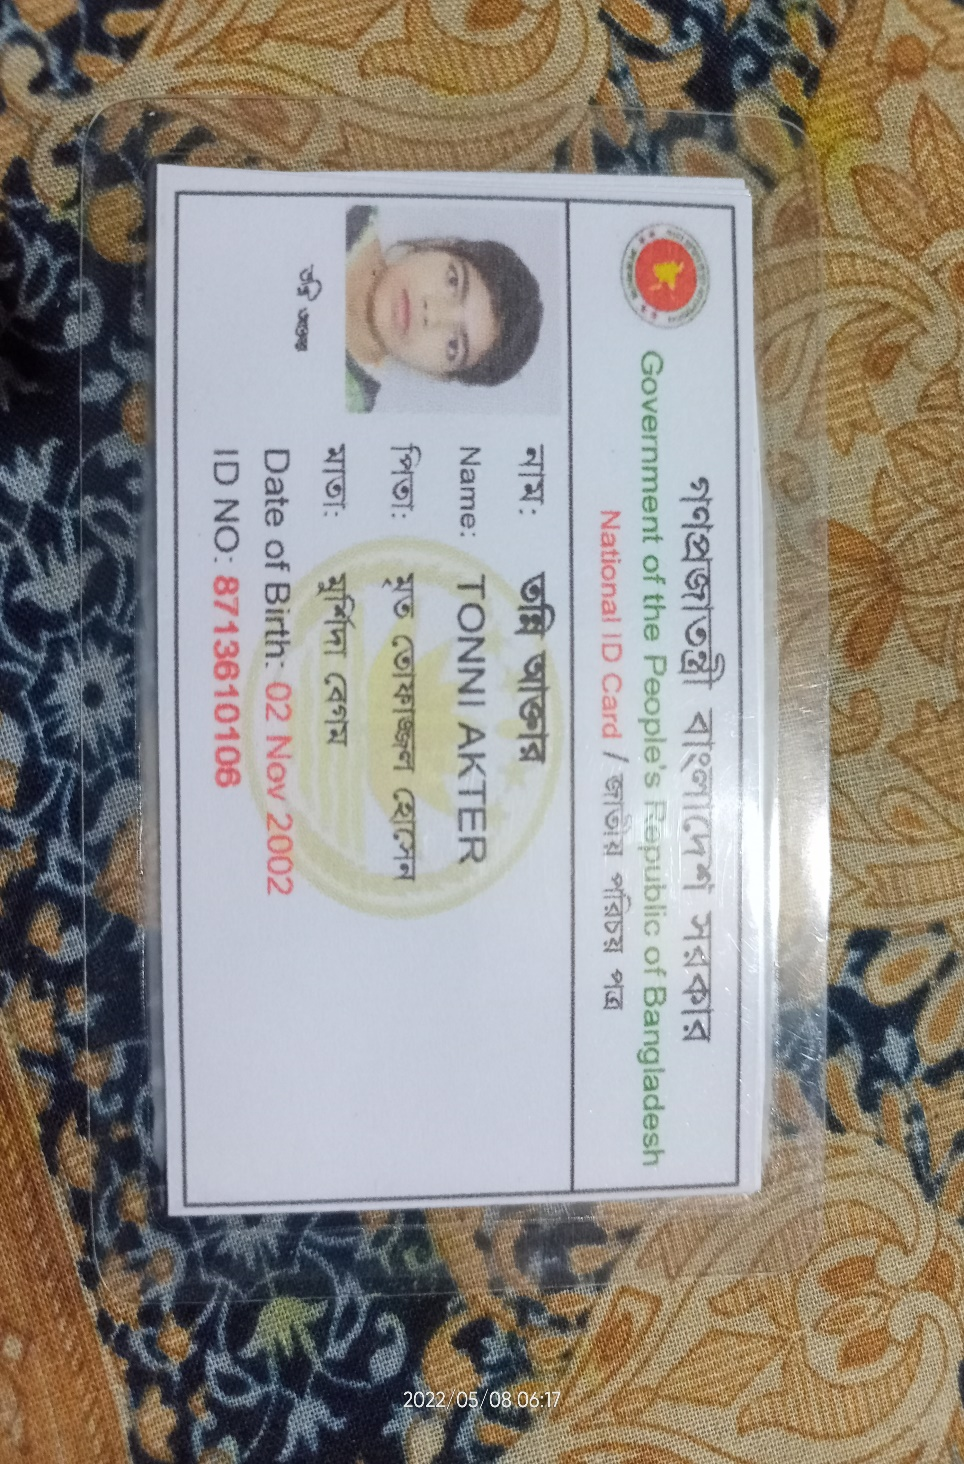 গণপ্রজাতন্ত্রী বাংলাদেশ সরকার
Government of the People's Republic of Bangladesh
National ID Card / জাতীয় পরিচয় পত্র
নাম: তন্নি আক্তার
Name: TONNI AKTER
পিতা: মৃত তোফাজ্জল হোসেন
মাতা: মুর্শিদা বেগম
Date of Birth: 02 Nov 2002
ID NO: 8713610106
তন্নি আক্তার
2022/05/08 06:17